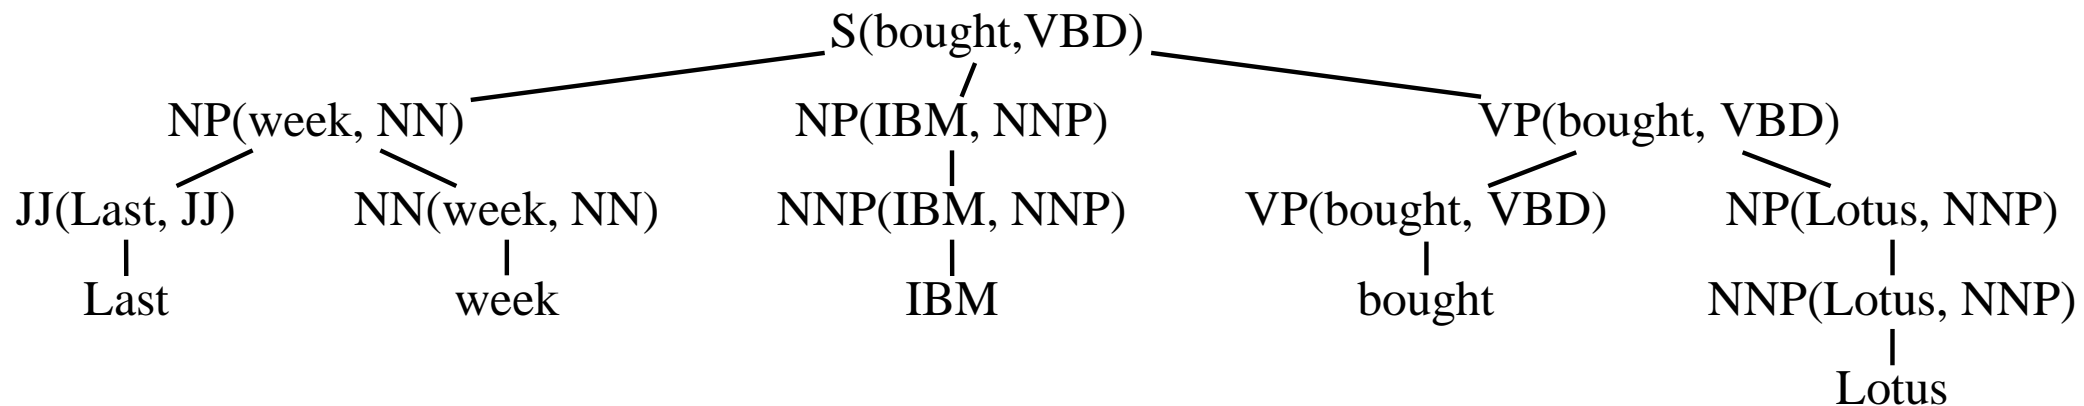 S(bought,VBD)
NP(week, NN) NP(IBM, NNP) VP(bought, VBD)
JJ(Last, JJ) NN(week, NN) NNP(IBM, NNP) VP(bought, VBD) NP(Lotus, NNP)
Last week IBM bought NNP(Lotus, NNP)
Lotus